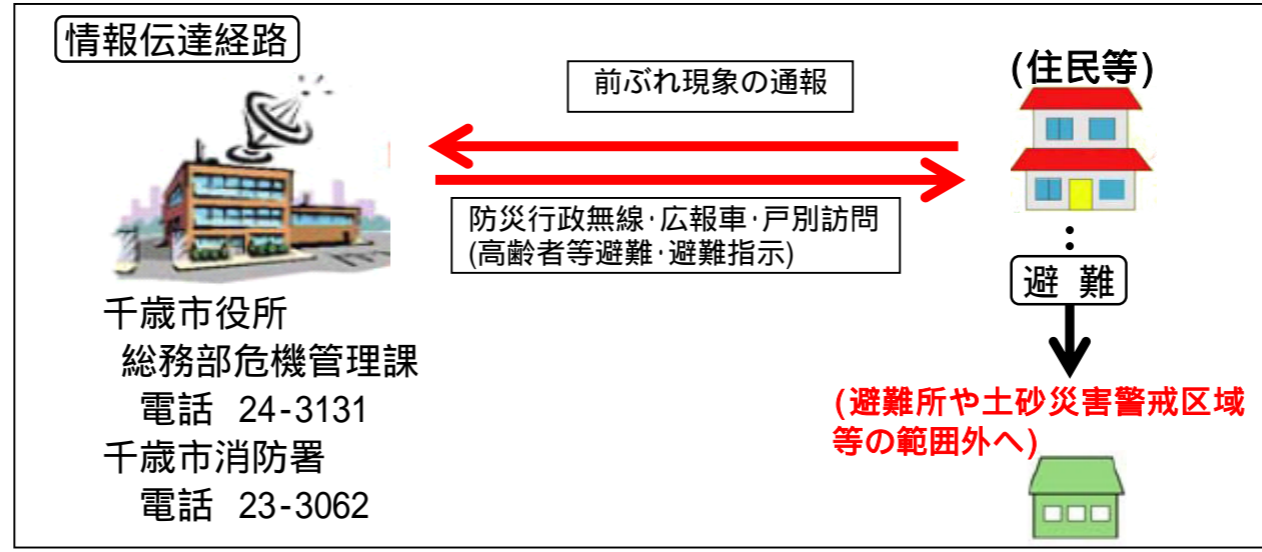 情報伝達経路
前ぶれ現象の通報
(住民等)
防災行政無線･広報車･戸別訪問
(高齢者等避難･避難指示)
避 難
千歳市役所
総務部危機管理課
電話 24-3131
千歳市消防署
電話 23-3062
(避難所や土砂災害警戒区域
等の範囲外へ)